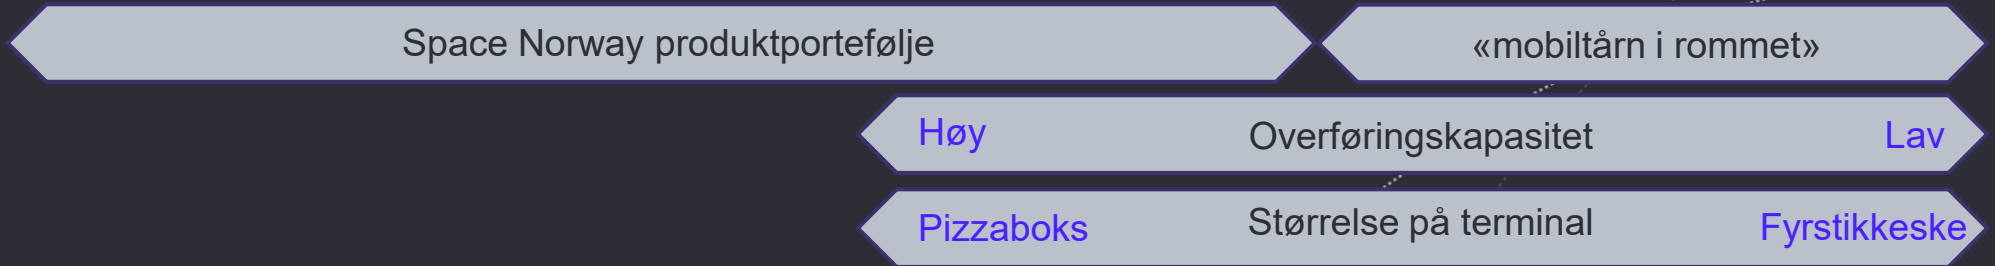 Space Norway produktportefølje
«mobiltårn i rommet»
Høy Overføringskapasitet Lav
Pizzaboks Størrelse på terminal Fyrstikkeske